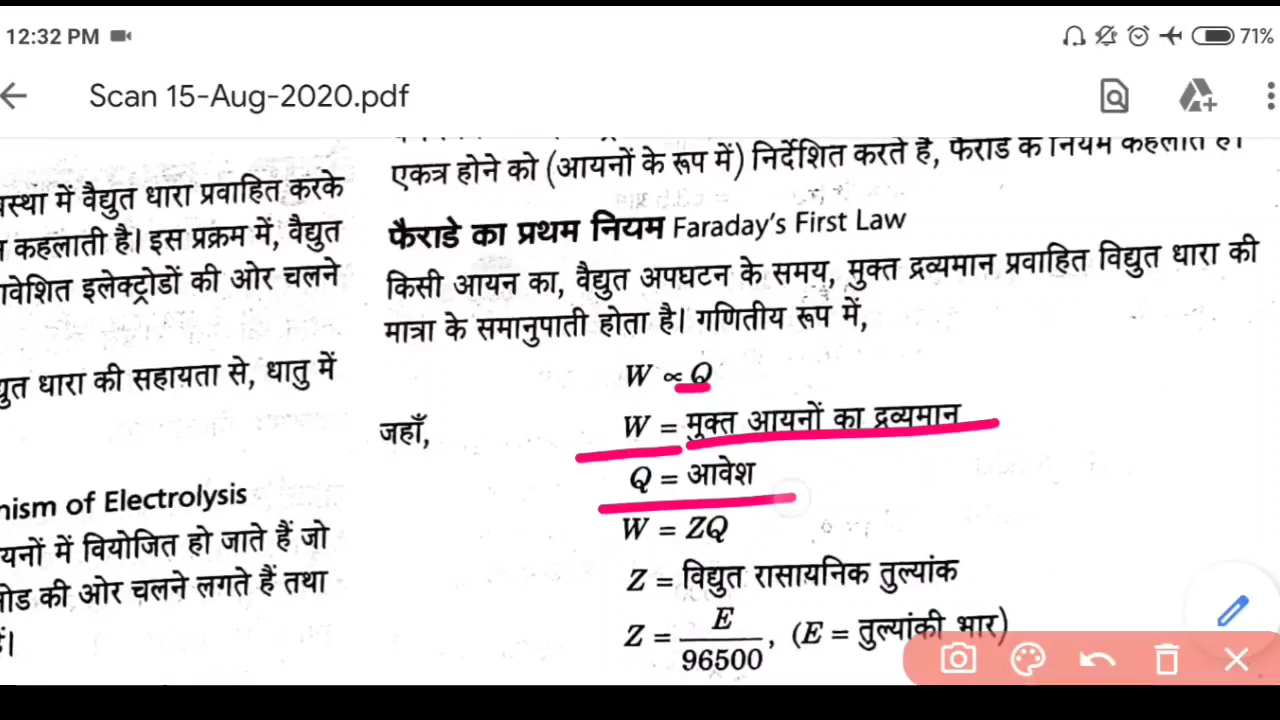 12:32 PM
71%
Scan 15-Aug-2020.pdf
स्था में वैद्युत धारा प्रवाहित करके
कहलाती है। इस प्रक्रम में, वैद्युत
आवेशित इलेक्ट्रोडों की ओर चलने
द्युत धारा की सहायता से, धातु में
nism of Electrolysis
यनों में वियोजित हो जाते हैं जो
ोड की ओर चलने लगते हैं तथा
हैं।
एकत्र होने को (आयनों के रूप में) निर्देशित करते हैं, फैराडे के नियम कहलाते हैं।
फैराडे का प्रथम नियम Faraday's First Law
किसी आयन का, वैद्युत अपघटन के समय, मुक्त द्रव्यमान प्रवाहित विद्युत धारा की
मात्रा के समानुपाती होता है। गणितीय रूप में,
W ∝ Q
जहाँ, W = मुक्त आयनों का द्रव्यमान
Q = आवेश
W = ZQ
Z = विद्युत रासायनिक तुल्यांक
Z = E/96500, (E = तुल्यांकी भार)